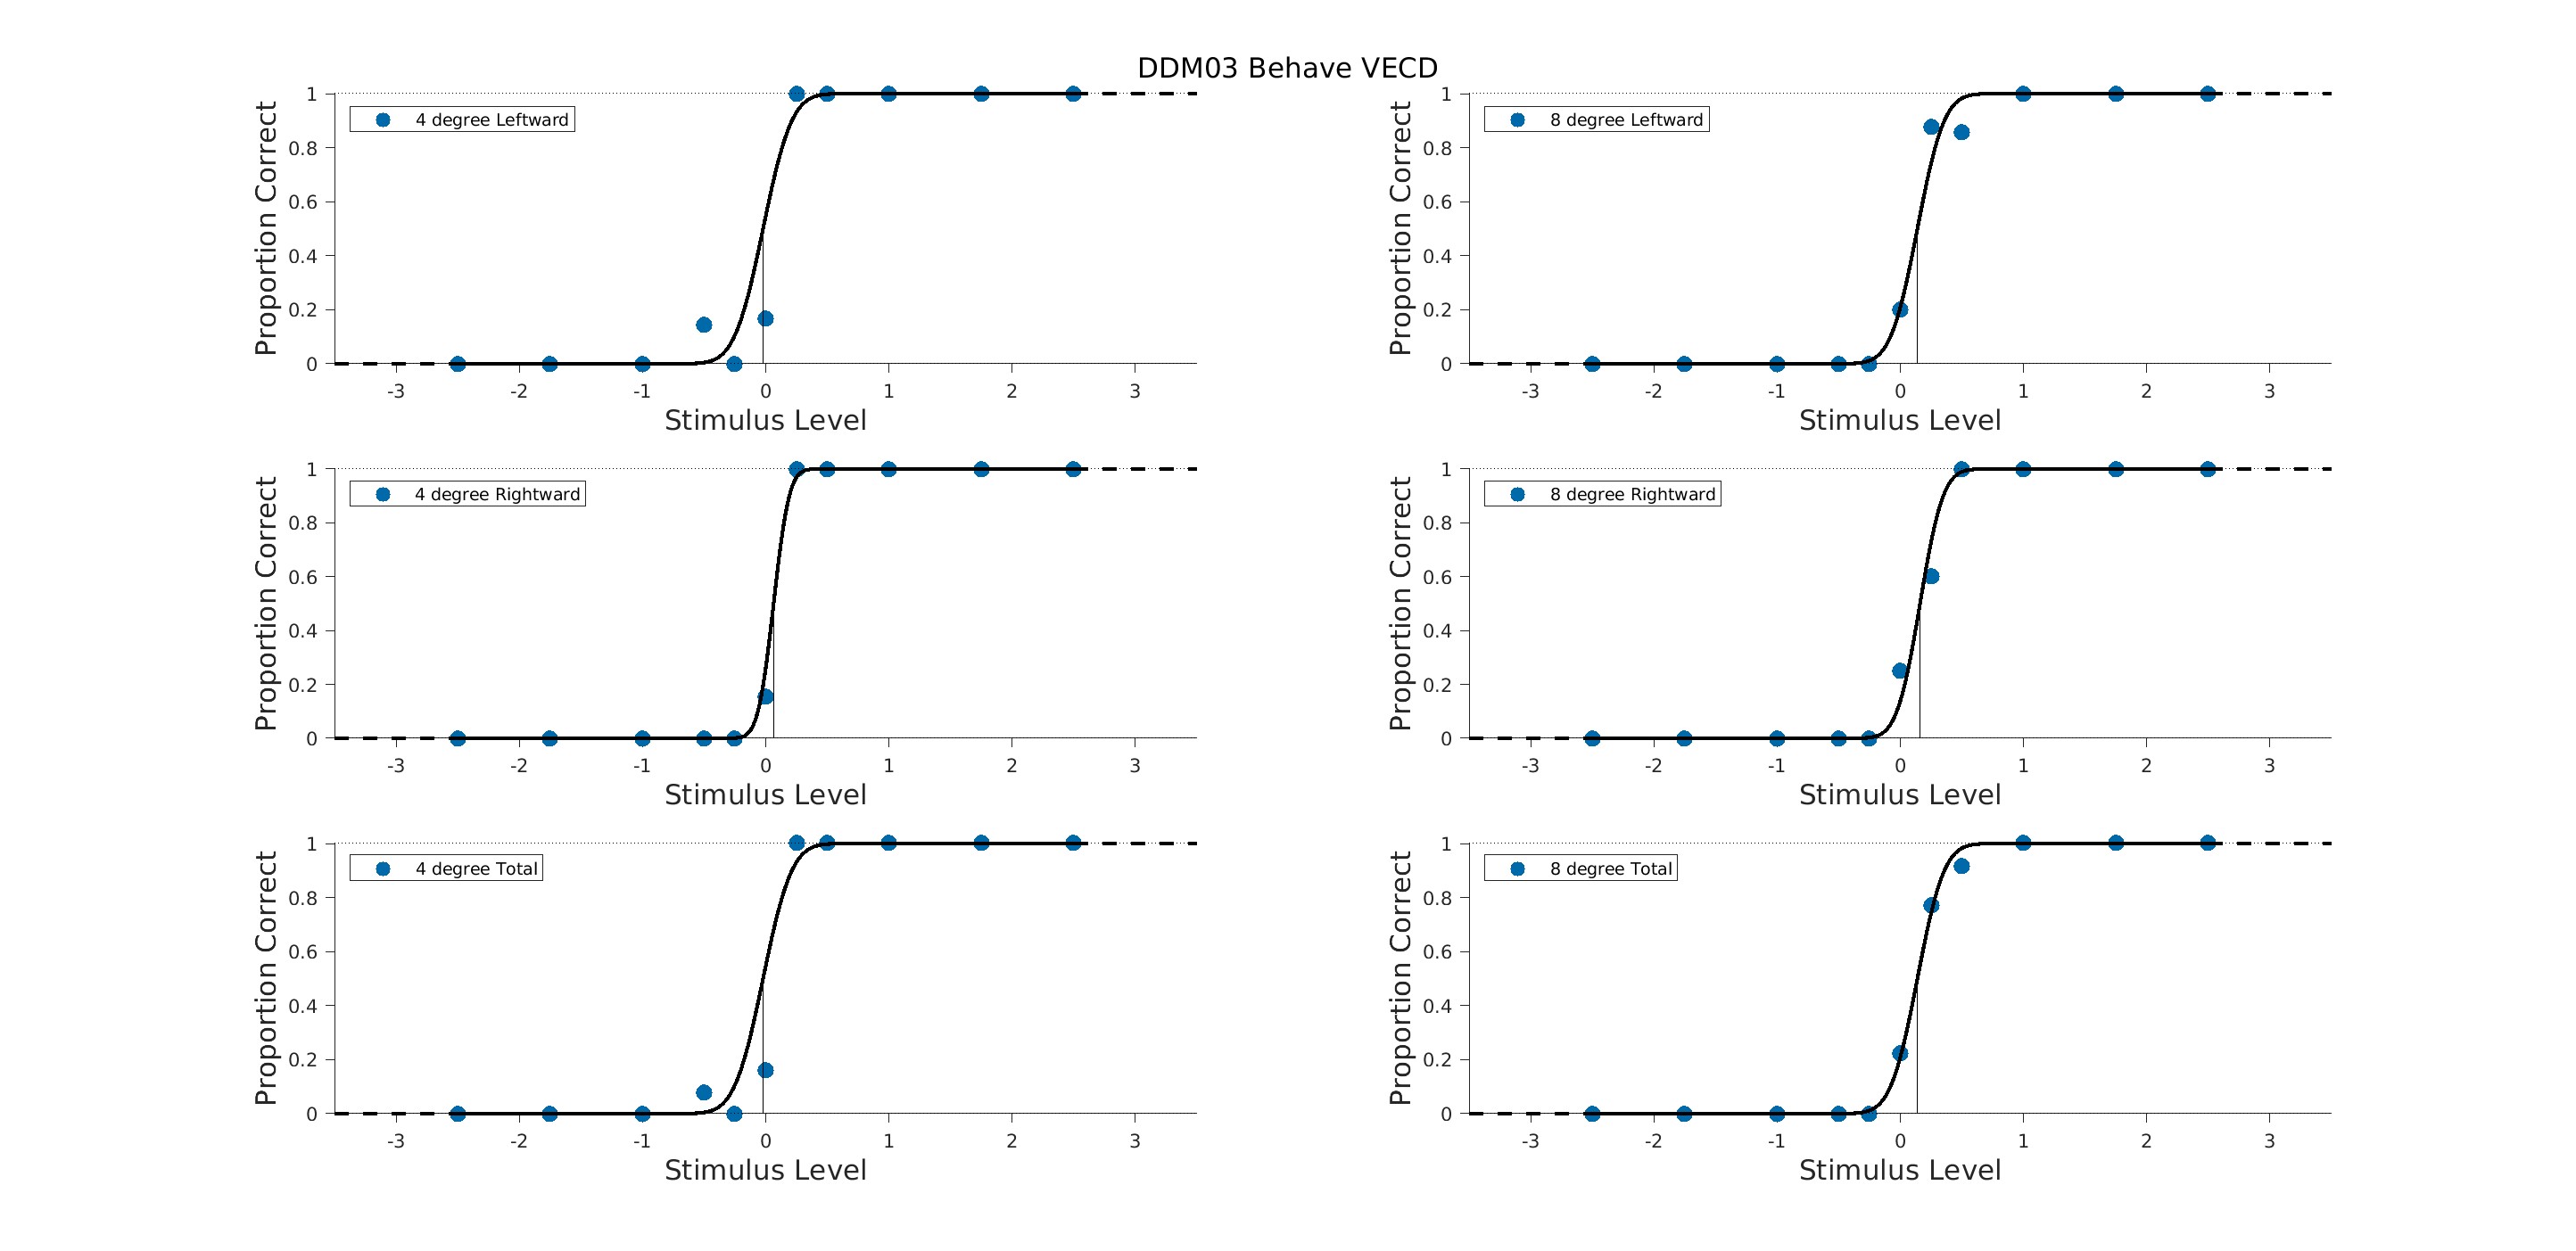 DDM03 Behave VECD
Proportion Correct
1
0.8
0.6
0.4
0.2
0
4 degree Leftward
-3 -2 -1 0 1 2 3
Stimulus Level
Proportion Correct
1
0.8
0.6
0.4
0.2
0
8 degree Leftward
-3 -2 -1 0 1 2 3
Stimulus Level
Proportion Correct
1
0.8
0.6
0.4
0.2
0
4 degree Rightward
-3 -2 -1 0 1 2 3
Stimulus Level
Proportion Correct
1
0.8
0.6
0.4
0.2
0
8 degree Rightward
-3 -2 -1 0 1 2 3
Stimulus Level
Proportion Correct
1
0.8
0.6
0.4
0.2
0
4 degree Total
-3 -2 -1 0 1 2 3
Stimulus Level
Proportion Correct
1
0.8
0.6
0.4
0.2
0
8 degree Total
-3 -2 -1 0 1 2 3
Stimulus Level